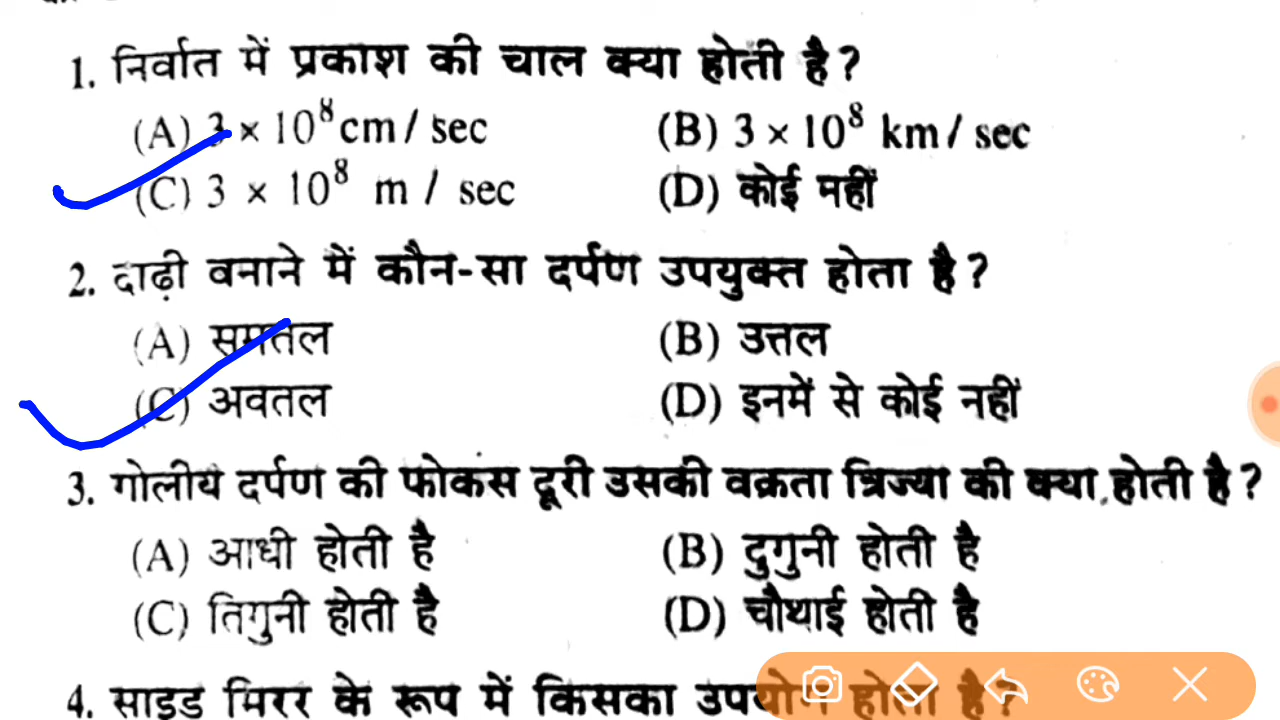 1. निर्वात में प्रकाश की चाल क्या होती है?
(A) 3 × 10⁸ cm / sec (B) 3 × 10⁸ km / sec
(C) 3 × 10⁸ m / sec (D) कोई नहीं
2. दाढ़ी बनाने में कौन-सा दर्पण उपयुक्त होता है?
(A) समतल (B) उत्तल
(C) अवतल (D) इनमें से कोई नहीं
3. गोलीय दर्पण की फोकस दूरी उसकी वक्रता त्रिज्या की क्या होती है?
(A) आधी होती है (B) दुगुनी होती है
(C) तिगुनी होती है (D) चौथाई होती है
4. साइड मिरर के रूप में किसका उपयोग होता है?